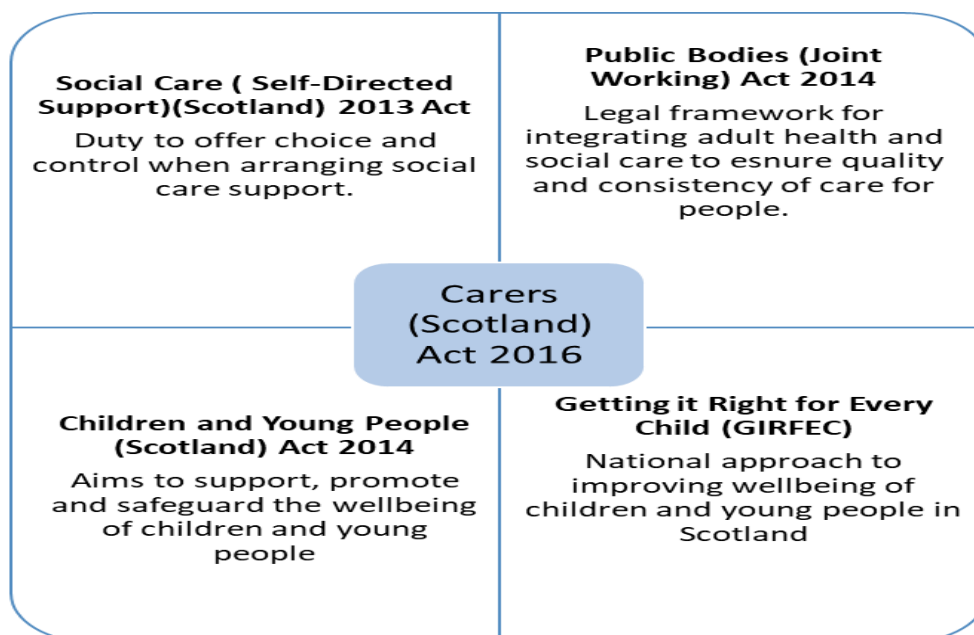 Social Care ( Self-Directed
Support)(Scotland) 2013 Act
Duty to offer choice and
control when arranging social
care support.
Public Bodies (Joint
Working) Act 2014
Legal framework for
integrating adult health and
social care to esnure quality
and consistency of care for
people.
Carers
(Scotland)
Act 2016
Children and Young People
(Scotland) Act 2014
Aims to support, promote
and safeguard the wellbeing
of children and young
people
Getting it Right for Every
Child (GIRFEC)
National approach to
improving wellbeing of
children and young people in
Scotland